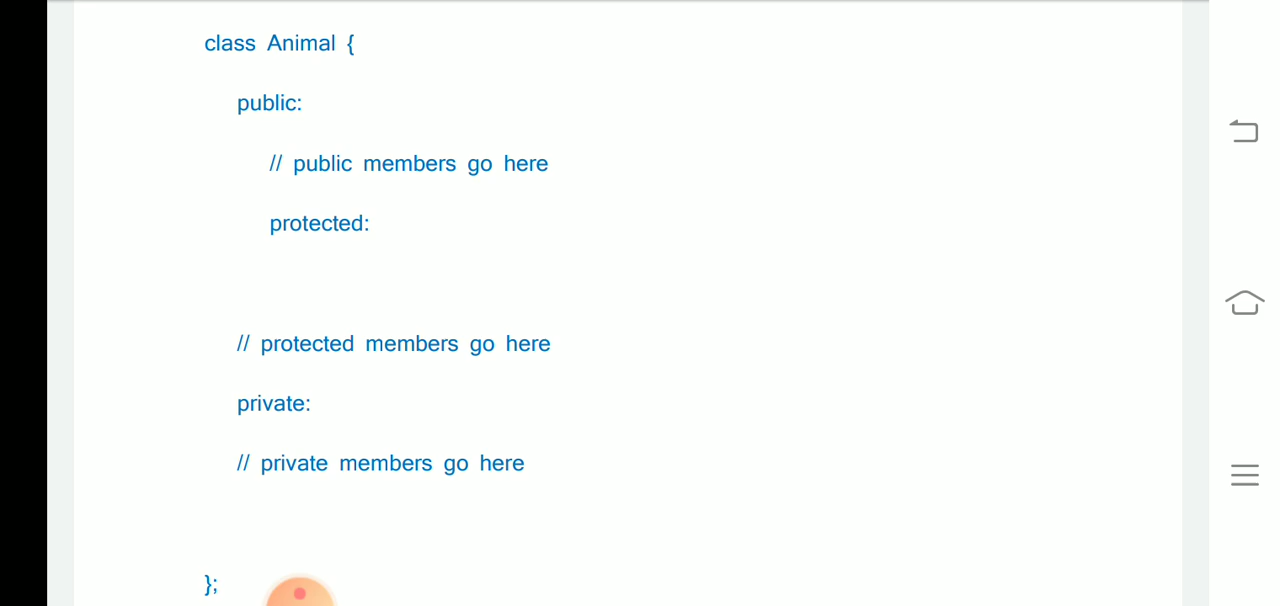 class Animal {
public:
// public members go here
protected:
// protected members go here
private:
// private members go here
};